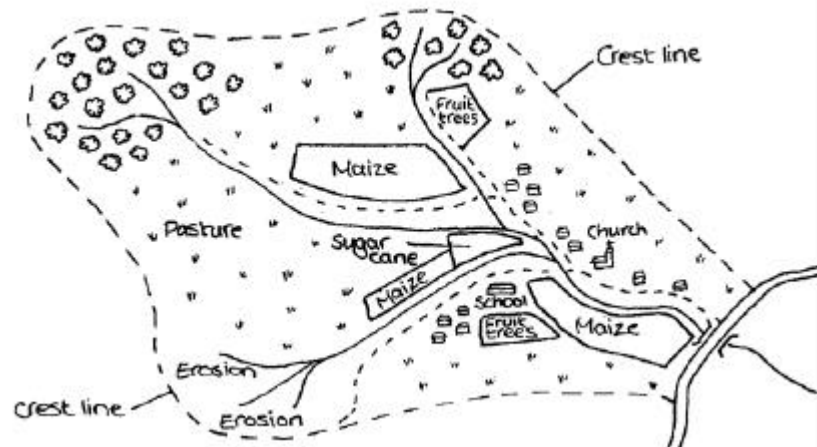 Crest line
Fruit
trees
Maize
Pasture
Sugar
cane
Church
Maize
School
Fruit
trees
Maize
Erosion
Erosion
crest line